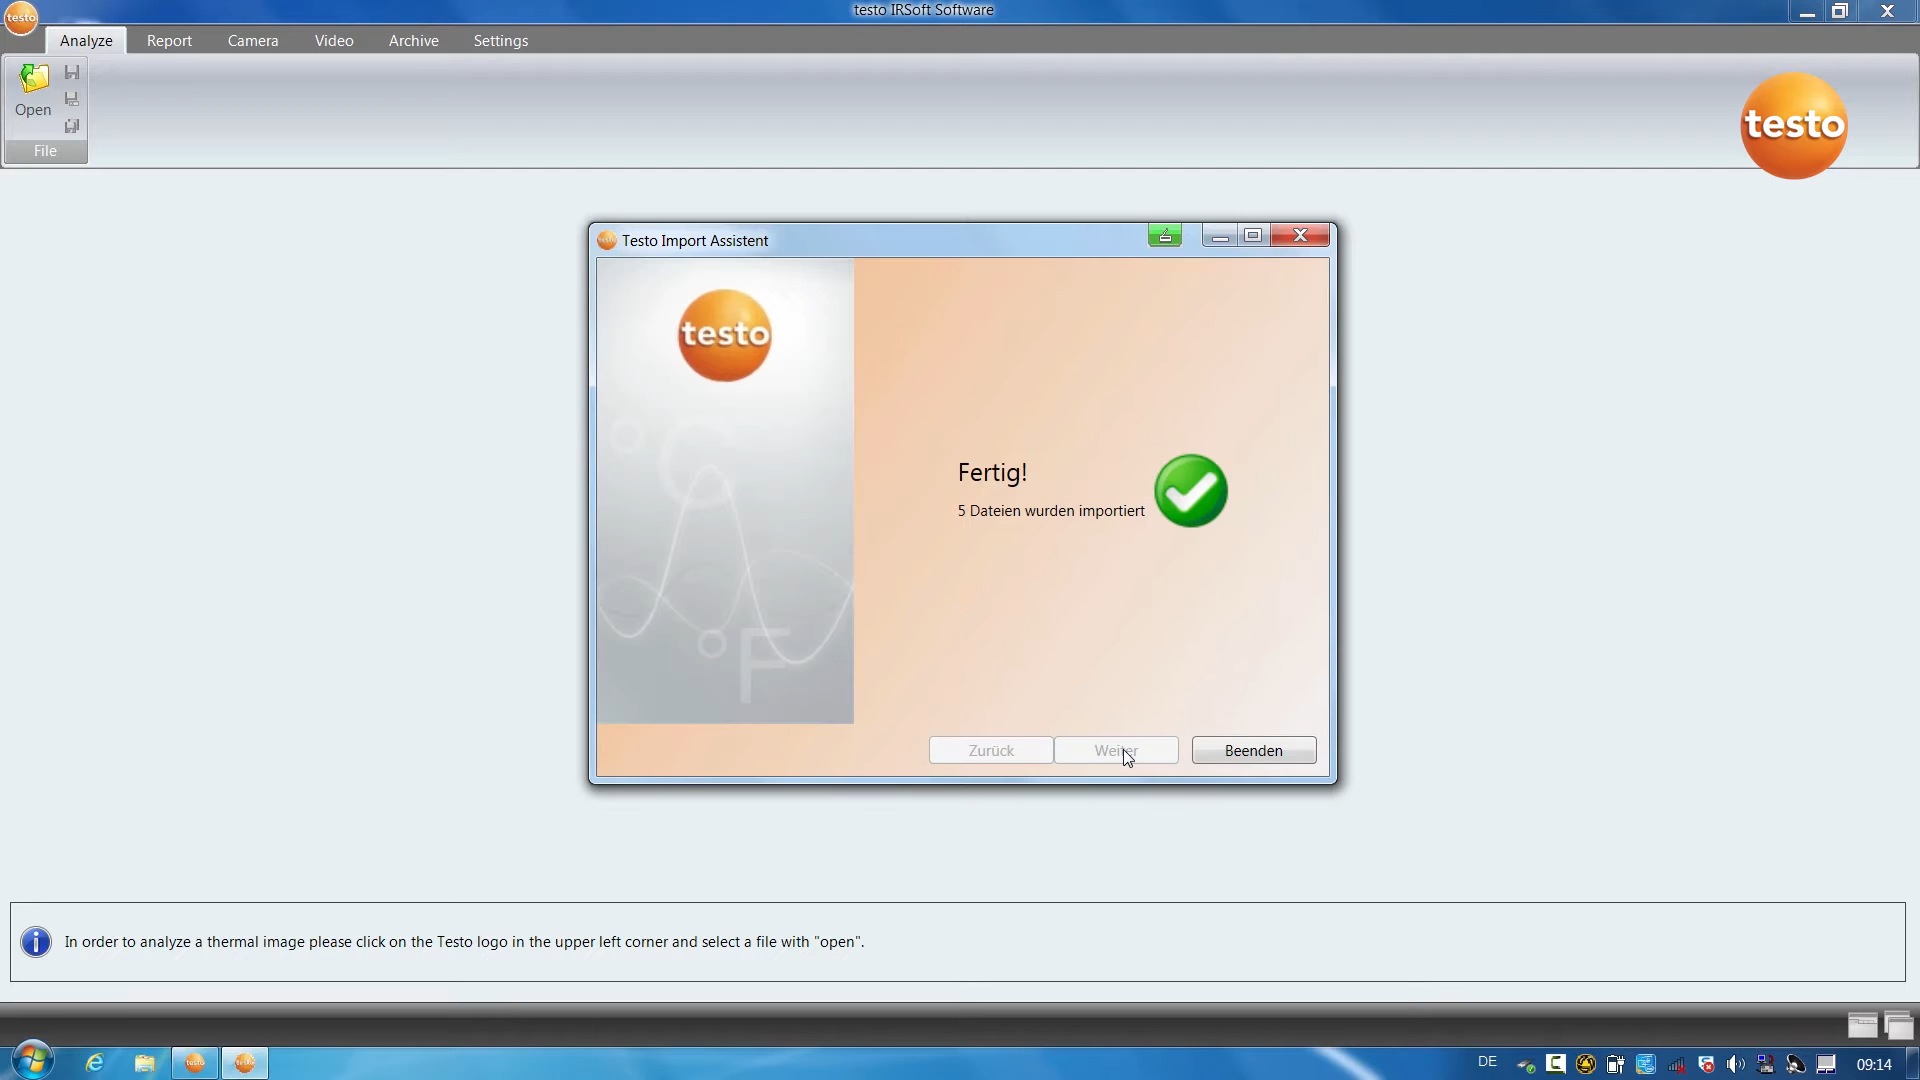 testo
testo IRSoft Software
Analyze
Report
Camera
Video
Archive
Settings
Open
File
testo
Testo Import Assistent
testo
°C
°F
Fertig!
5 Dateien wurden importiert
Zurück
Weiter
Beenden
In order to analyze a thermal image please click on the Testo logo in the upper left corner and select a file with "open".
DE
09:14